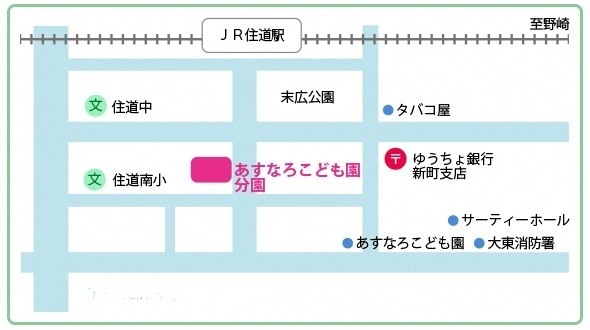 至野崎
JR住道駅
末広公園
文 住道中
タバコ屋
〒 ゆうちょ銀行
新町支店
あすなろこども園
分園
文 住道南小
サーティーホール
あすなろこども園
大東消防署